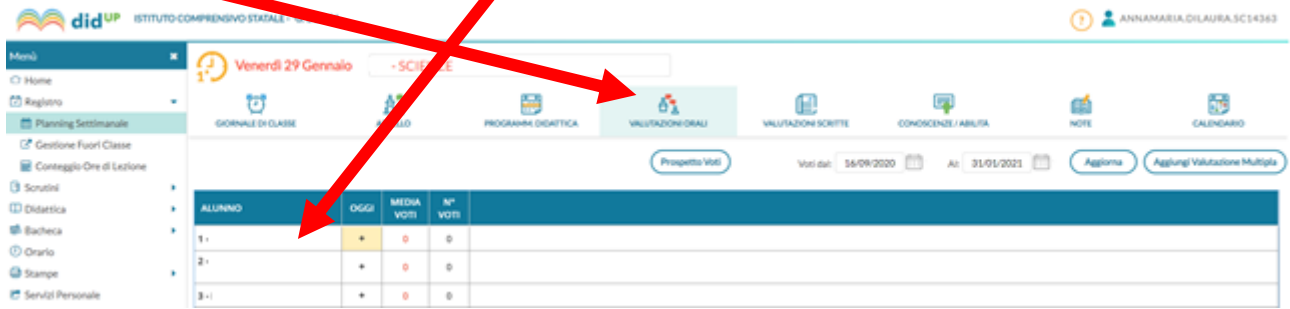 didUP ISTITUTO COMPRENSIVO STATALE - ? ANNAMARIA.DILAURA.SC14363
Menù
Venerdì 29 Gennaio
Home
Registro
Planning Settimanale
GIORNALE DI CLASSE PROGRAMM. DIDATTICA VALUTAZIONI ORALI VALUTAZIONI SCRITTE CONOSCENZE / ABILITÀ NOTE CALENDARIO
Gestione Fuori Classe
Conteggio Ore di Lezione
Prospetto Voti Voti dal: 16/09/2020 Al: 31/01/2021 Aggiorna Aggiungi Valutazione Multipla
Scrutini
Didattica
ALUNNO OGGI MEDIA VOTI N° VOTI
Bacheca
1 - + 0 0
Orario
2 - + 0 0
Stampe
Servizi Personale
3 - + 0 0